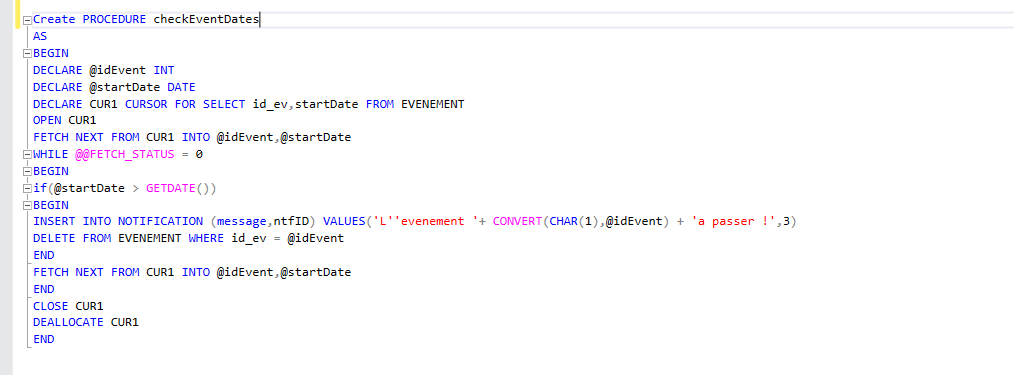 Create PROCEDURE checkEventDates
AS
BEGIN
DECLARE @idEvent INT
DECLARE @startDate DATE
DECLARE CUR1 CURSOR FOR SELECT id_ev,startDate FROM EVENEMENT
OPEN CUR1
FETCH NEXT FROM CUR1 INTO @idEvent,@startDate
WHILE @@FETCH_STATUS = 0
BEGIN
if(@startDate > GETDATE())
BEGIN
INSERT INTO NOTIFICATION (message,ntfID) VALUES('L''evenement '+ CONVERT(CHAR(1),@idEvent) + 'a passer !',3)
DELETE FROM EVENEMENT WHERE id_ev = @idEvent
END
FETCH NEXT FROM CUR1 INTO @idEvent,@startDate
END
CLOSE CUR1
DEALLOCATE CUR1
END